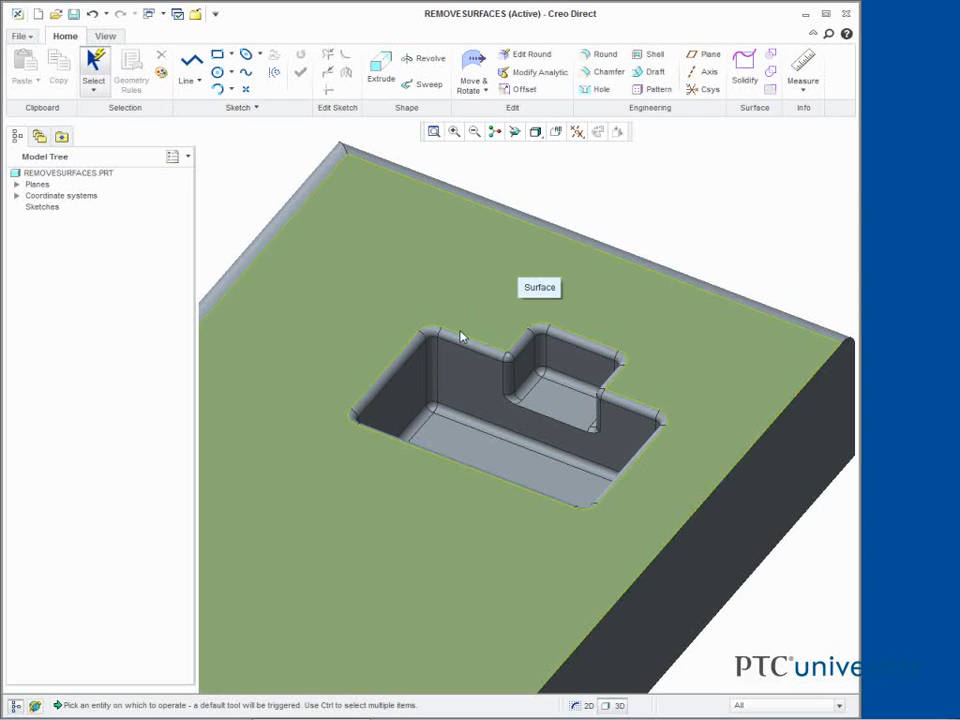 REMOVESURFACES (Active) - Creo Direct
File Home View
Paste Copy Select Geometry Rules Line Extrude Revolve Sweep Move & Rotate Edit Round Modify Analytic Offset Round Chamfer Hole Shell Draft Pattern Plane Axis Csys Solidify Measure
Clipboard Selection Sketch Edit Sketch Shape Edit Engineering Surface Info
Model Tree
REMOVESURFACES.PRT
Planes
Coordinate systems
Sketches
Surface
PTC® university
Pick an entity on which to operate - a default tool will be triggered. Use Ctrl to select multiple items. 2D 3D All